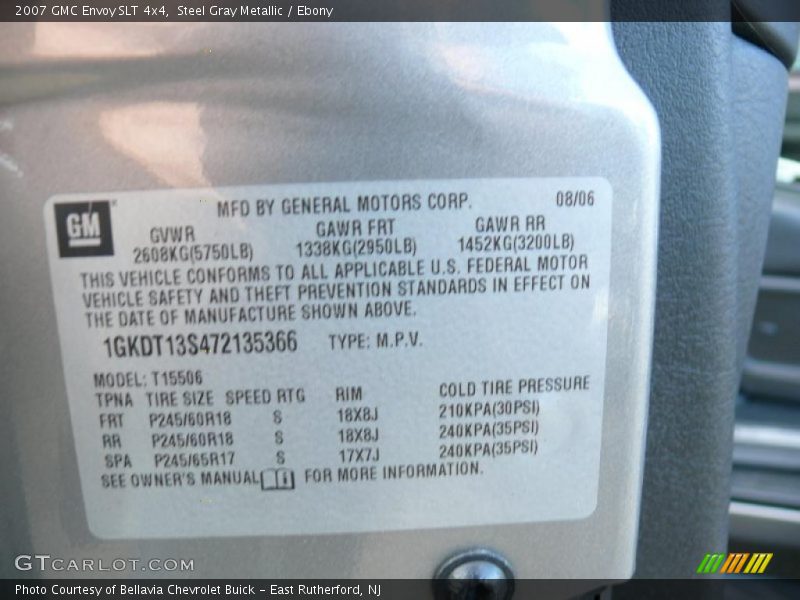 2007 GMC Envoy SLT 4x4, Steel Gray Metallic / Ebony
GM
MFD BY GENERAL MOTORS CORP. 08/06
GVWR GAWR FRT GAWR RR
2608KG(5750LB) 1338KG(2950LB) 1452KG(3200LB)
THIS VEHICLE CONFORMS TO ALL APPLICABLE U.S. FEDERAL MOTOR
VEHICLE SAFETY AND THEFT PREVENTION STANDARDS IN EFFECT ON
THE DATE OF MANUFACTURE SHOWN ABOVE.
1GKDT13S472135366 TYPE: M.P.V.
MODEL: T15506
TPNA TIRE SIZE SPEED RTG RIM COLD TIRE PRESSURE
FRT P245/60R18 S 18X8J 210KPA(30PSI)
RR P245/60R18 S 18X8J 240KPA(35PSI)
SPA P245/65R17 S 17X7J 240KPA(35PSI)
SEE OWNER'S MANUAL FOR MORE INFORMATION.
GTCARLOT.COM
Photo Courtesy of Bellavia Chevrolet Buick – East Rutherford, NJ